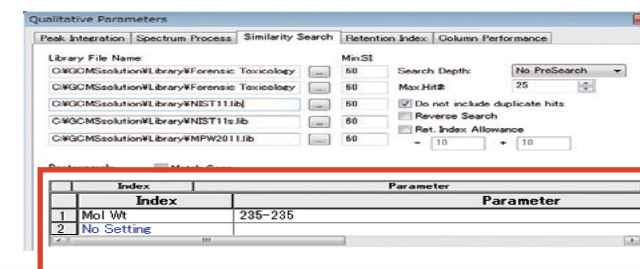 Qualitative Parameters
Peak Integration Spectrum Process Similarity Search Retention Index Column Performance
Library File Name: Min.SI
C:¥GCMSsolution¥Library¥Forensic Toxicology ... 60 Search Depth: No PreSearch
C:¥GCMSsolution¥Library¥Forensic Toxicology ... 60 Max.Hit#: 25
C:¥GCMSsolution¥Library¥NIST11.lib ... 60 Do not include duplicate hits
C:¥GCMSsolution¥Library¥NIST11s.lib ... 60 Reverse Search
C:¥GCMSsolution¥Library¥MPW2011.lib ... 60 Ret. Index Allowance
- 10 + 10
Index Parameter
Index Parameter
1 Mol Wt 235-235
2 No Setting